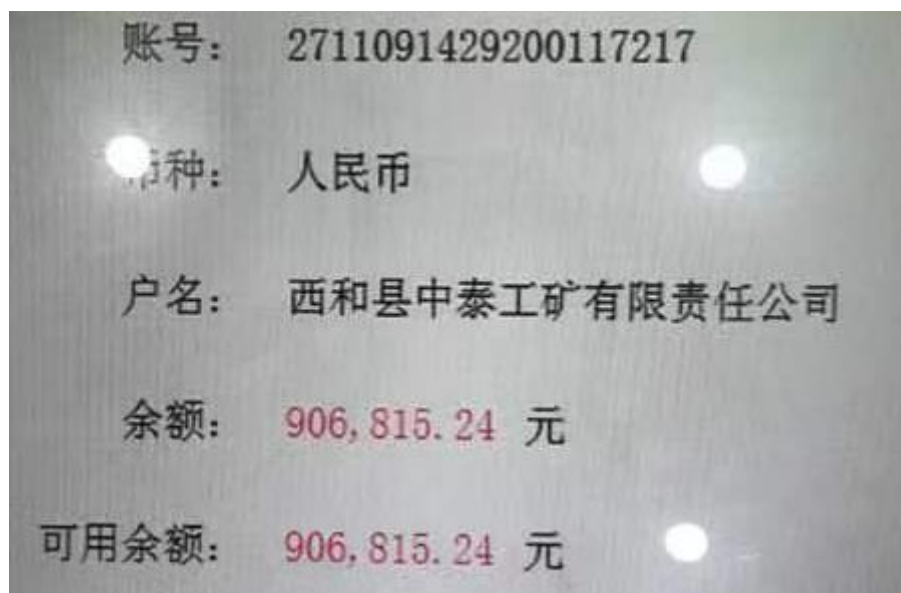 账号： 2711091429200117217
币种： 人民币
户名： 西和县中泰工矿有限责任公司
余额： 906,815.24 元
可用余额： 906,815.24 元